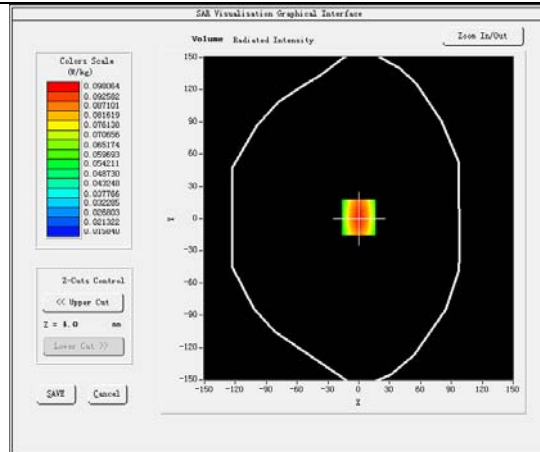 SAR Visualisation Graphical Interface
Volume Radiated Intensity
Zoom In/Out
Colors Scale
(W/kg)
0.098064
0.092582
0.087101
0.081619
0.076138
0.070656
0.065174
0.059693
0.054211
0.048730
0.043248
0.037766
0.032285
0.026803
0.021322
0.015840
150
120
90
60
30
0
-30
-60
-90
-120
-150
Y
-150 -120 -90 -60 -30 0 30 60 90 120 150
X
Z-Cuts Control
<< Upper Cut
Z = 4.0 mm
Lower Cut >>
SAVE Cancel